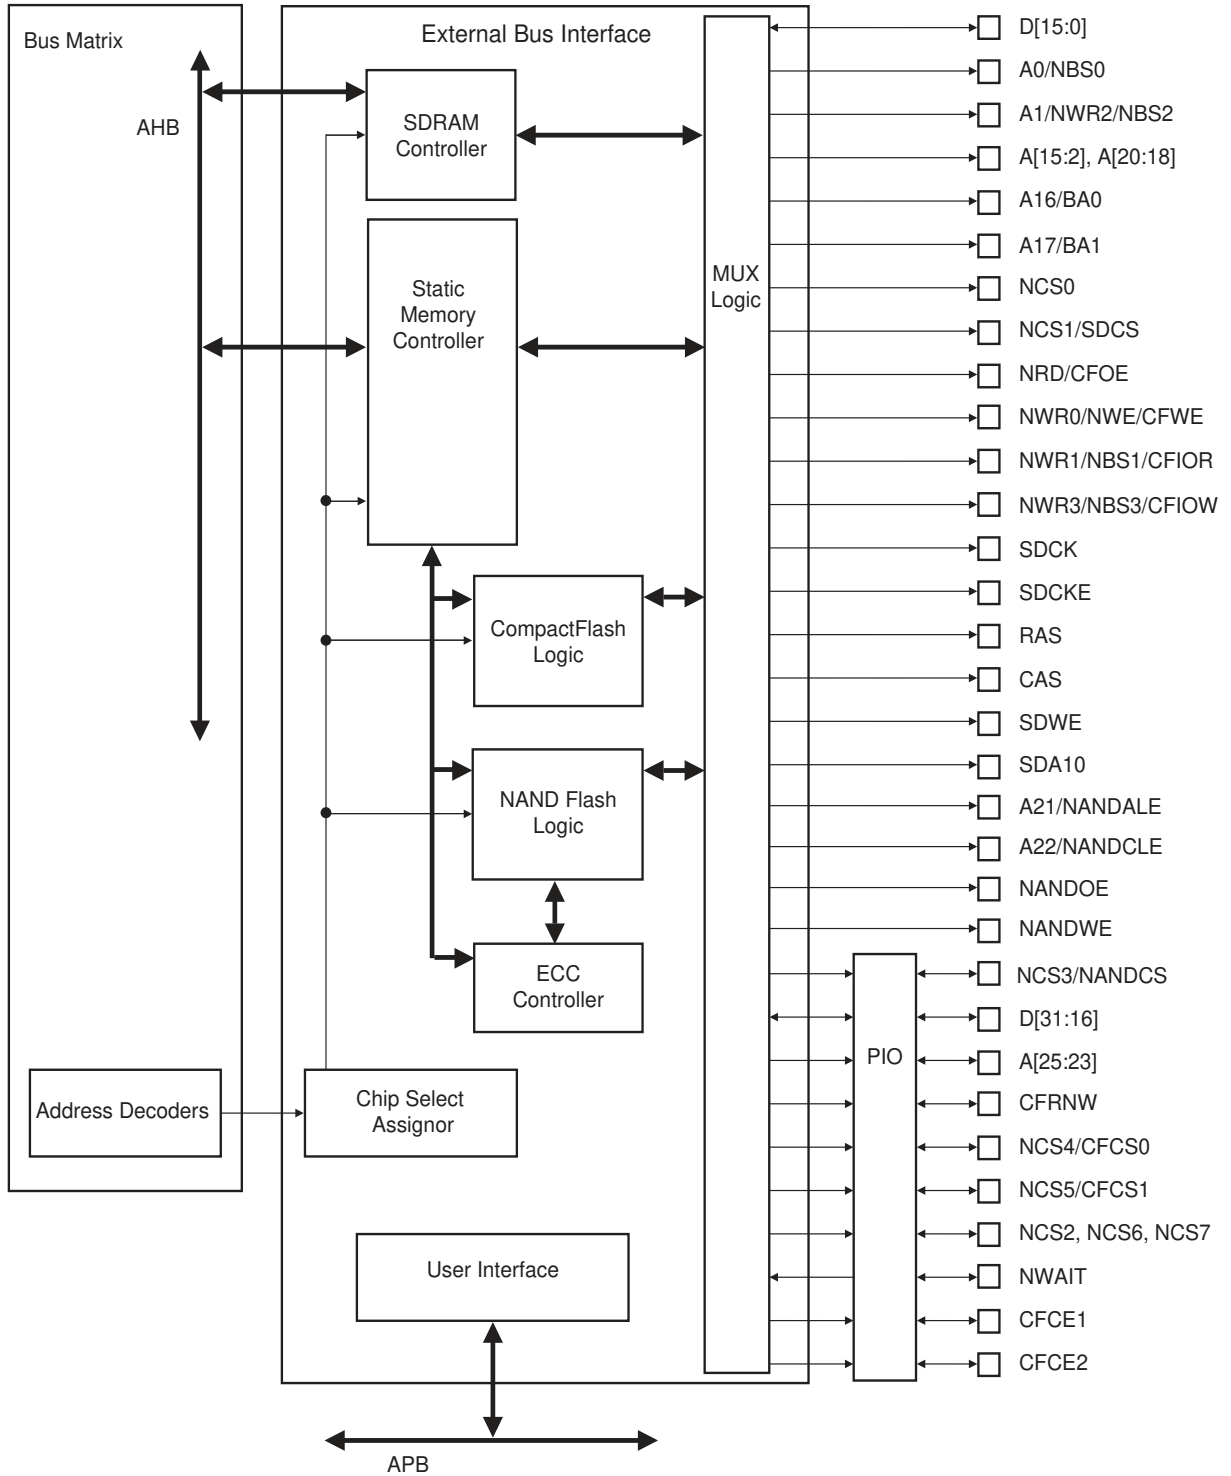 Bus Matrix
AHB
Address Decoders
External Bus Interface
SDRAM
Controller
Static
Memory
Controller
CompactFlash
Logic
NAND Flash
Logic
ECC
Controller
Chip Select
Assignor
User Interface
APB
MUX
Logic
PIO
D[15:0]
A0/NBS0
A1/NWR2/NBS2
A[15:2], A[20:18]
A16/BA0
A17/BA1
NCS0
NCS1/SDCS
NRD/CFOE
NWR0/NWE/CFWE
NWR1/NBS1/CFIOR
NWR3/NBS3/CFIOW
SDCK
SDCKE
RAS
CAS
SDWE
SDA10
A21/NANDALE
A22/NANDCLE
NANDOE
NANDWE
NCS3/NANDCS
D[31:16]
A[25:23]
CFRNW
NCS4/CFCS0
NCS5/CFCS1
NCS2, NCS6, NCS7
NWAIT
CFCE1
CFCE2